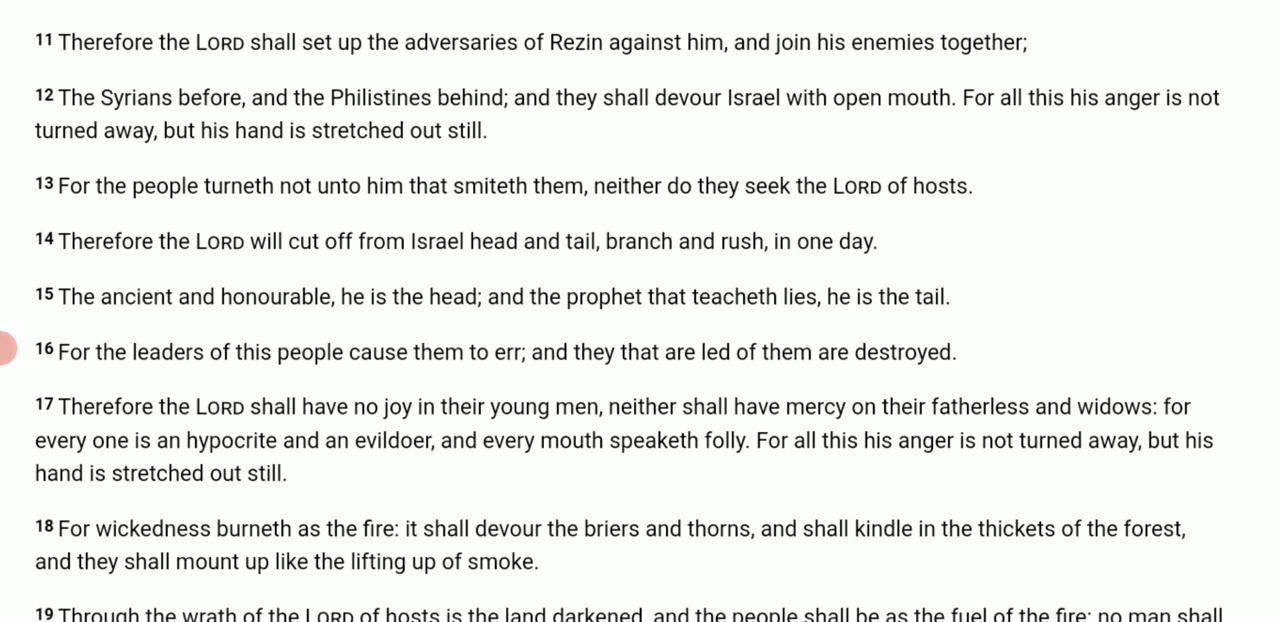 11 Therefore the LORD shall set up the adversaries of Rezin against him, and join his enemies together;
12 The Syrians before, and the Philistines behind; and they shall devour Israel with open mouth. For all this his anger is not
turned away, but his hand is stretched out still.
13 For the people turneth not unto him that smiteth them, neither do they seek the LORD of hosts.
14 Therefore the LORD will cut off from Israel head and tail, branch and rush, in one day.
15 The ancient and honourable, he is the head; and the prophet that teacheth lies, he is the tail.
16 For the leaders of this people cause them to err; and they that are led of them are destroyed.
17 Therefore the LORD shall have no joy in their young men, neither shall have mercy on their fatherless and widows: for
every one is an hypocrite and an evildoer, and every mouth speaketh folly. For all this his anger is not turned away, but his
hand is stretched out still.
18 For wickedness burneth as the fire: it shall devour the briers and thorns, and shall kindle in the thickets of the forest,
and they shall mount up like the lifting up of smoke.
19 Through the wrath of the LORD of hosts is the land darkened, and the people shall be as the fuel of the fire: no man shall